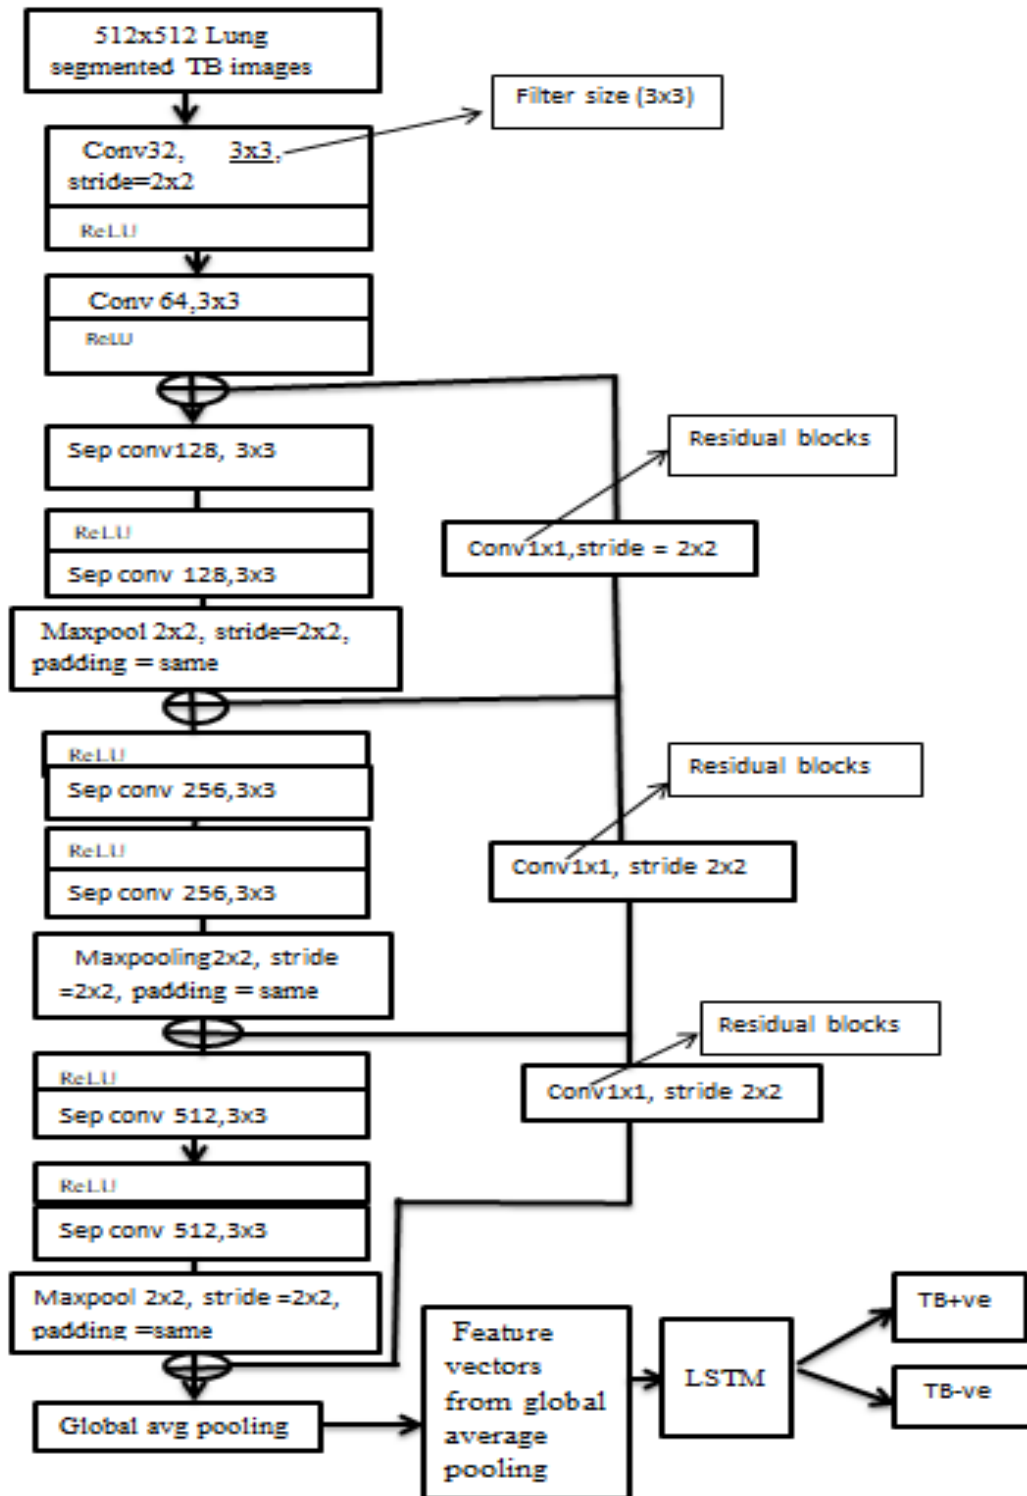 512x512 Lung
segmented TB images
Filter size (3x3)
Conv32, 3x3,
stride=2x2
ReLU
Conv 64,3x3
ReLU
Sep conv128, 3x3
Residual blocks
ReLU
Sep conv 128,3x3
Conv1x1,stride = 2x2
Maxpool 2x2, stride=2x2,
padding = same
ReLU
Sep conv 256,3x3
Residual blocks
ReLU
Sep conv 256,3x3
Conv1x1, stride 2x2
Maxpooling2x2, stride
=2x2, padding = same
Residual blocks
ReLU
Sep conv 512,3x3
Conv1x1, stride 2x2
ReLU
Sep conv 512,3x3
Maxpool 2x2, stride =2x2,
padding =same
Global avg pooling
Feature
vectors
from global
average
pooling
LSTM
TB+ve
TB-ve